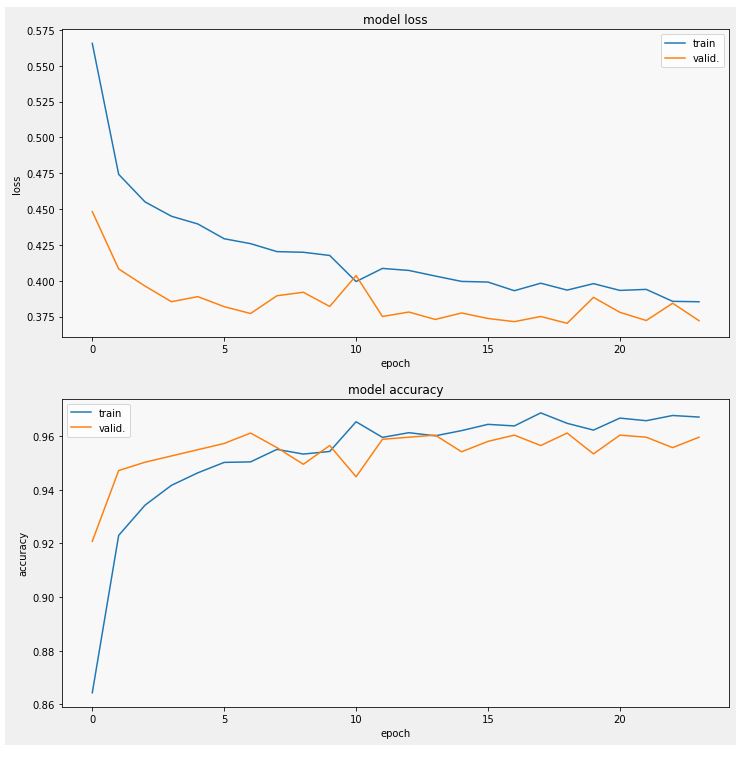 model loss
0.575
0.550
0.525
0.500
0.475
0.450
0.425
0.400
0.375
loss
train
valid.
0 5 10 15 20
epoch
model accuracy
train
valid.
0.96
0.94
0.92
0.90
0.88
0.86
accuracy
0 5 10 15 20
epoch